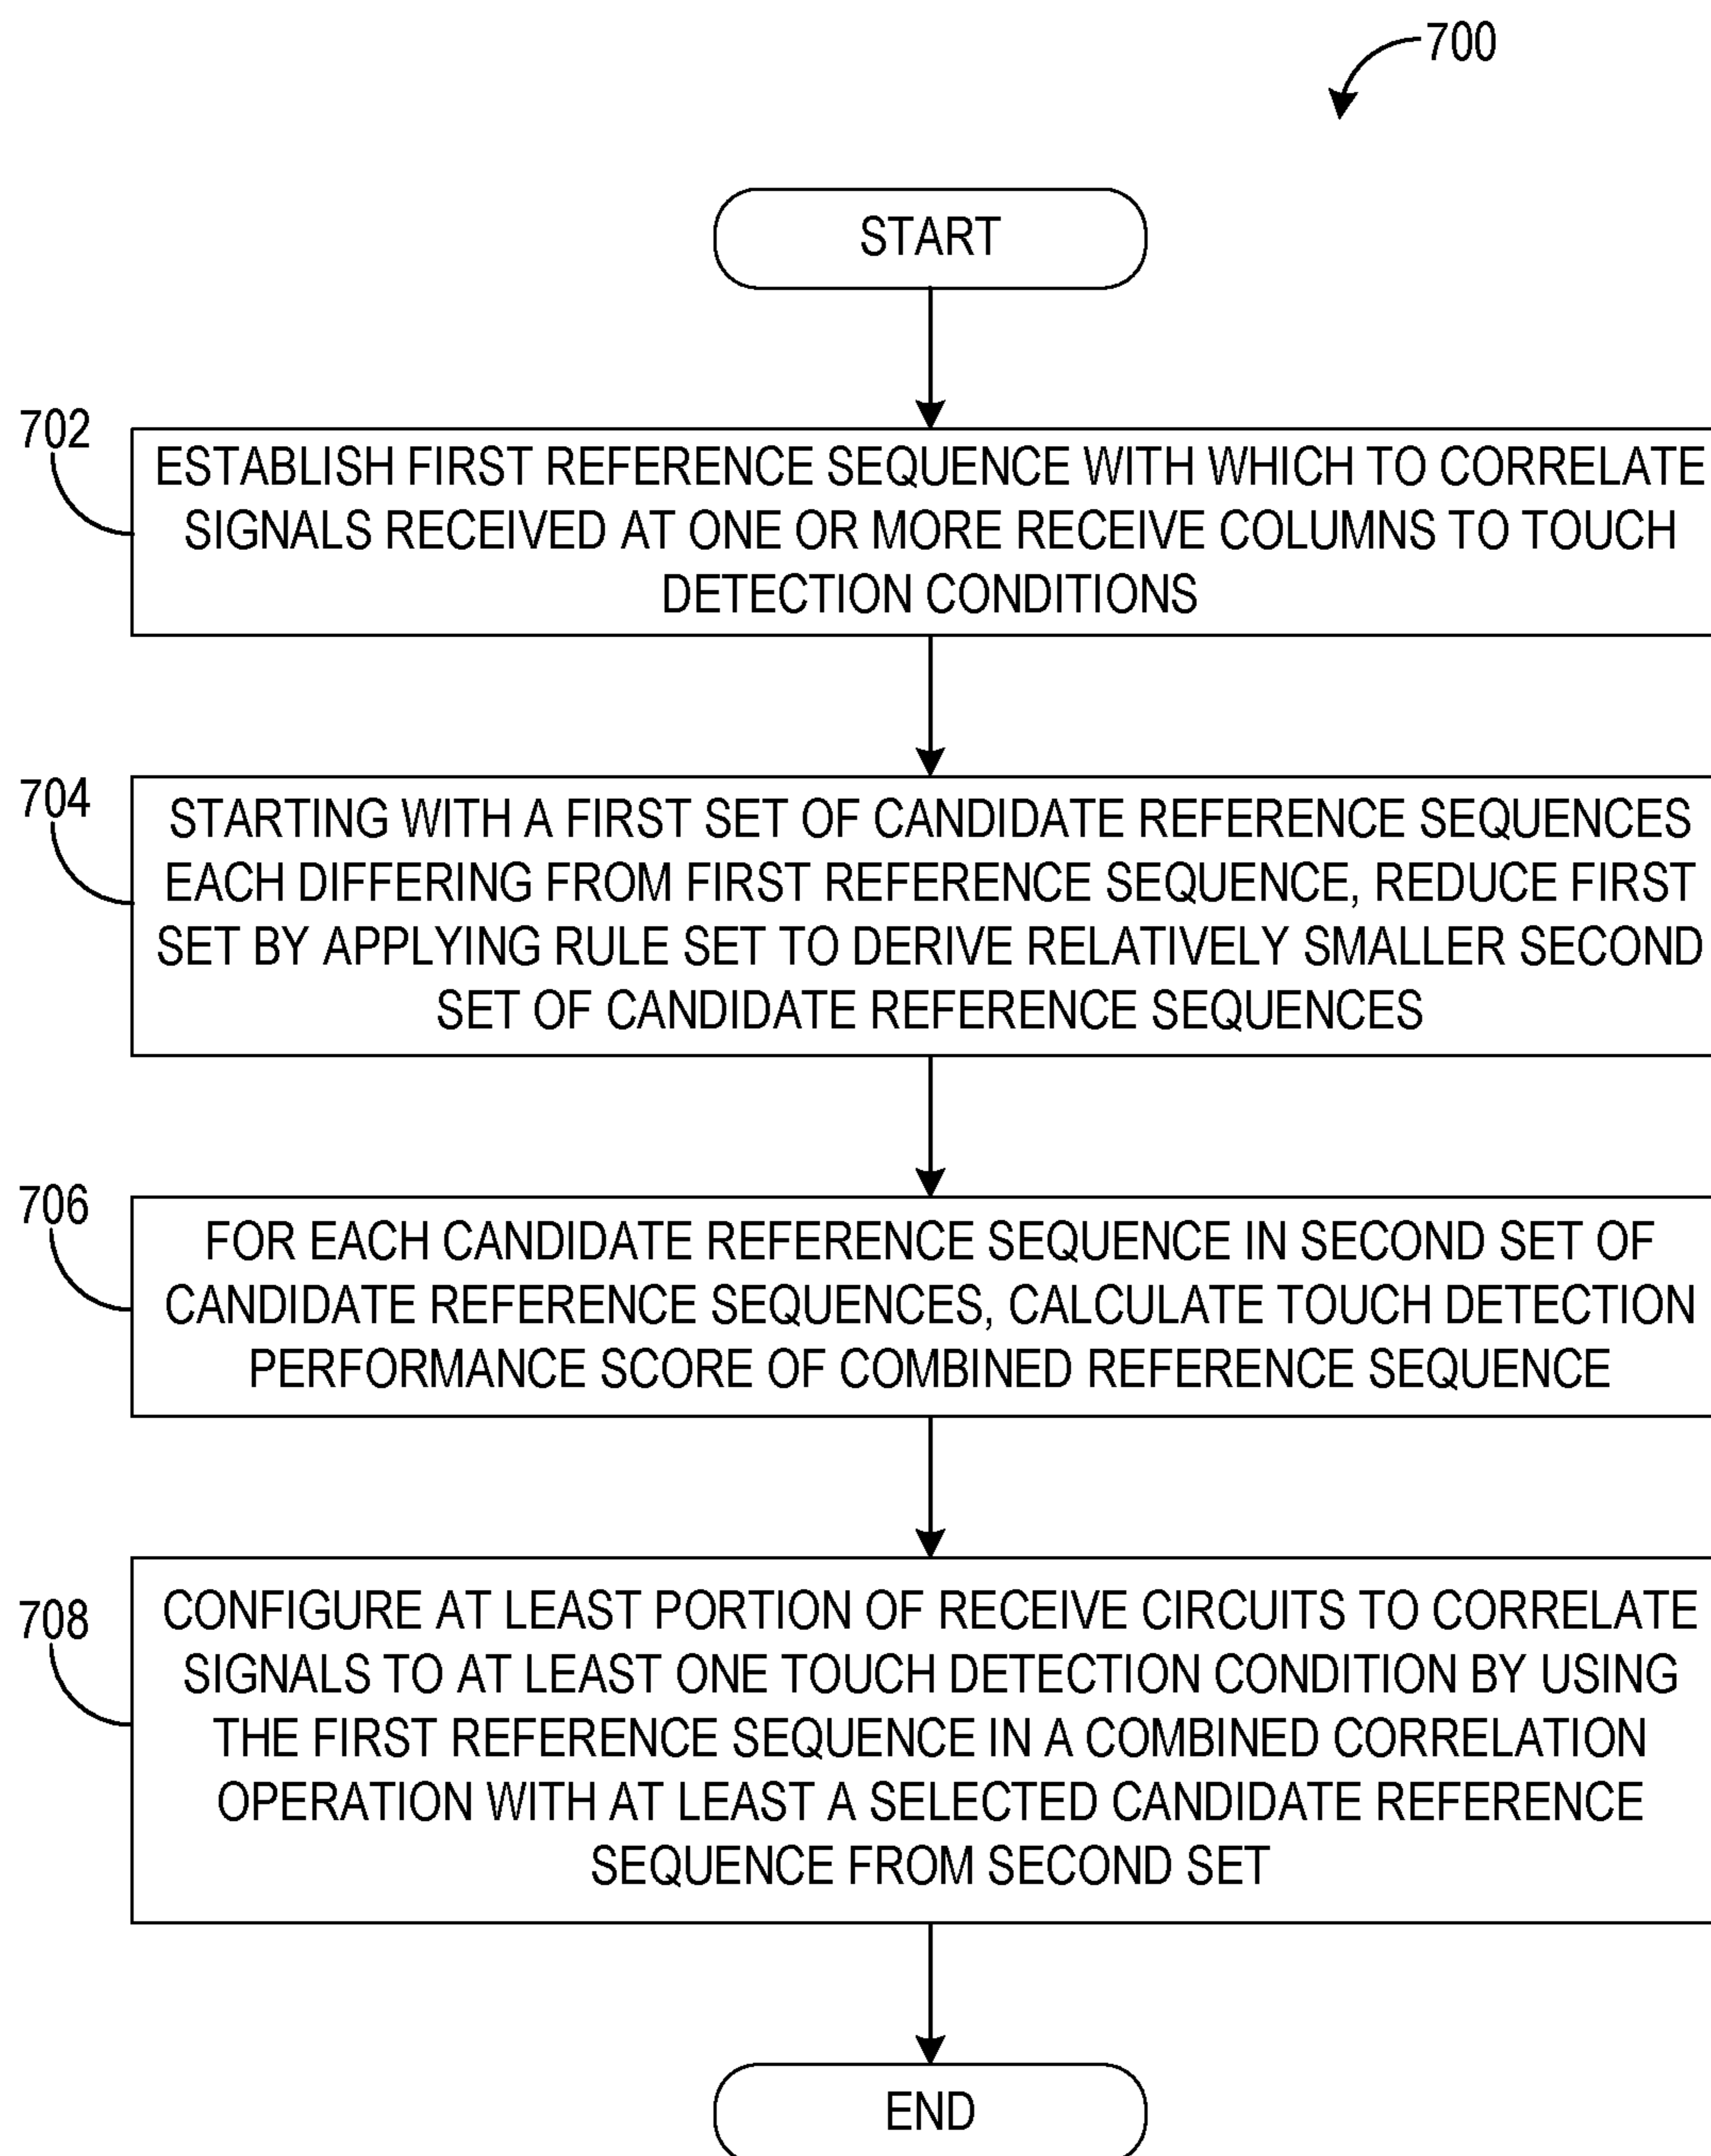 700
START
702
ESTABLISH FIRST REFERENCE SEQUENCE WITH WHICH TO CORRELATE
SIGNALS RECEIVED AT ONE OR MORE RECEIVE COLUMNS TO TOUCH
DETECTION CONDITIONS
704
STARTING WITH A FIRST SET OF CANDIDATE REFERENCE SEQUENCES
EACH DIFFERING FROM FIRST REFERENCE SEQUENCE, REDUCE FIRST
SET BY APPLYING RULE SET TO DERIVE RELATIVELY SMALLER SECOND
SET OF CANDIDATE REFERENCE SEQUENCES
706
FOR EACH CANDIDATE REFERENCE SEQUENCE IN SECOND SET OF
CANDIDATE REFERENCE SEQUENCES, CALCULATE TOUCH DETECTION
PERFORMANCE SCORE OF COMBINED REFERENCE SEQUENCE
708
CONFIGURE AT LEAST PORTION OF RECEIVE CIRCUITS TO CORRELATE
SIGNALS TO AT LEAST ONE TOUCH DETECTION CONDITION BY USING
THE FIRST REFERENCE SEQUENCE IN A COMBINED CORRELATION
OPERATION WITH AT LEAST A SELECTED CANDIDATE REFERENCE
SEQUENCE FROM SECOND SET
END